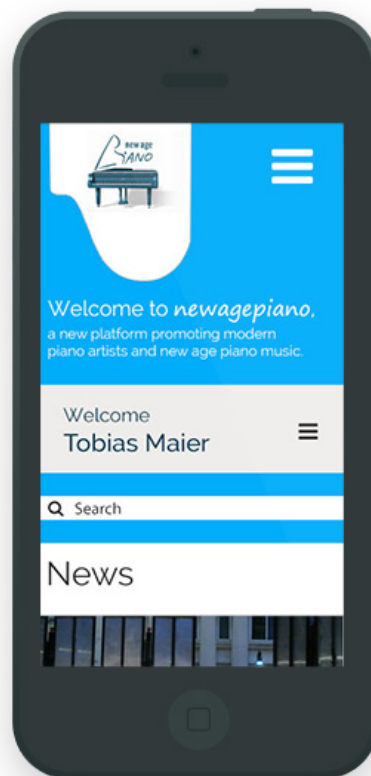 new age
PIANO
Welcome to newagepiano,
a new platform promoting modern
piano artists and new age piano music.
Welcome
Tobias Maier
Search
News